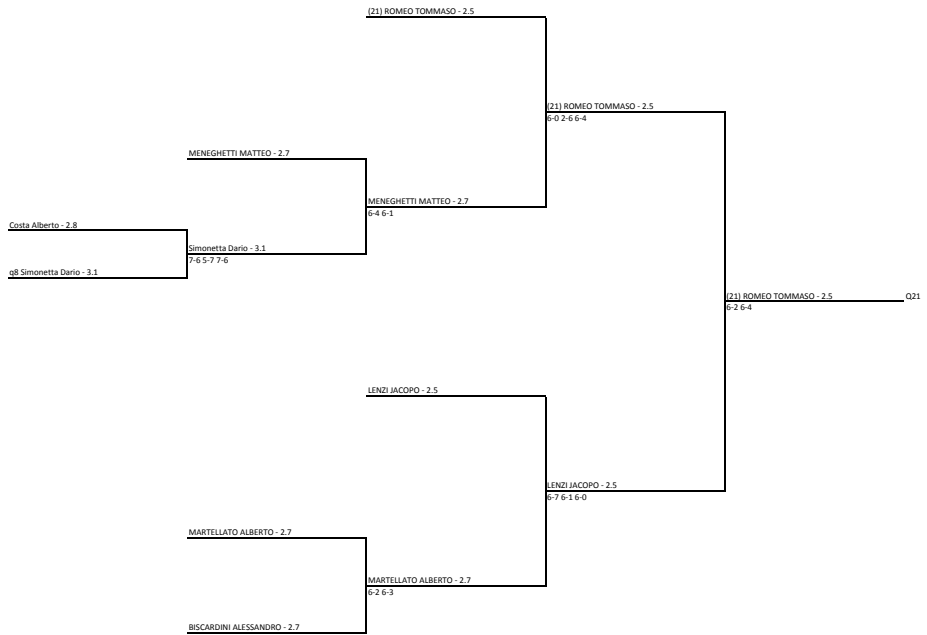 (21) ROMEO TOMMASO - 2.5
(21) ROMEO TOMMASO - 2.5
6-0 2-6 6-4
MENEGHETTI MATTEO - 2.7
MENEGHETTI MATTEO - 2.7
6-4 6-1
Costa Alberto - 2.8
Simonetta Dario - 3.1
7-6 5-7 7-6
q8 Simonetta Dario - 3.1
(21) ROMEO TOMMASO - 2.5
Q21
6-2 6-4
LENZI JACOPO - 2.5
LENZI JACOPO - 2.5
6-7 6-1 6-0
MARTELLATO ALBERTO - 2.7
MARTELLATO ALBERTO - 2.7
6-2 6-3
BISCARDINI ALESSANDRO - 2.7